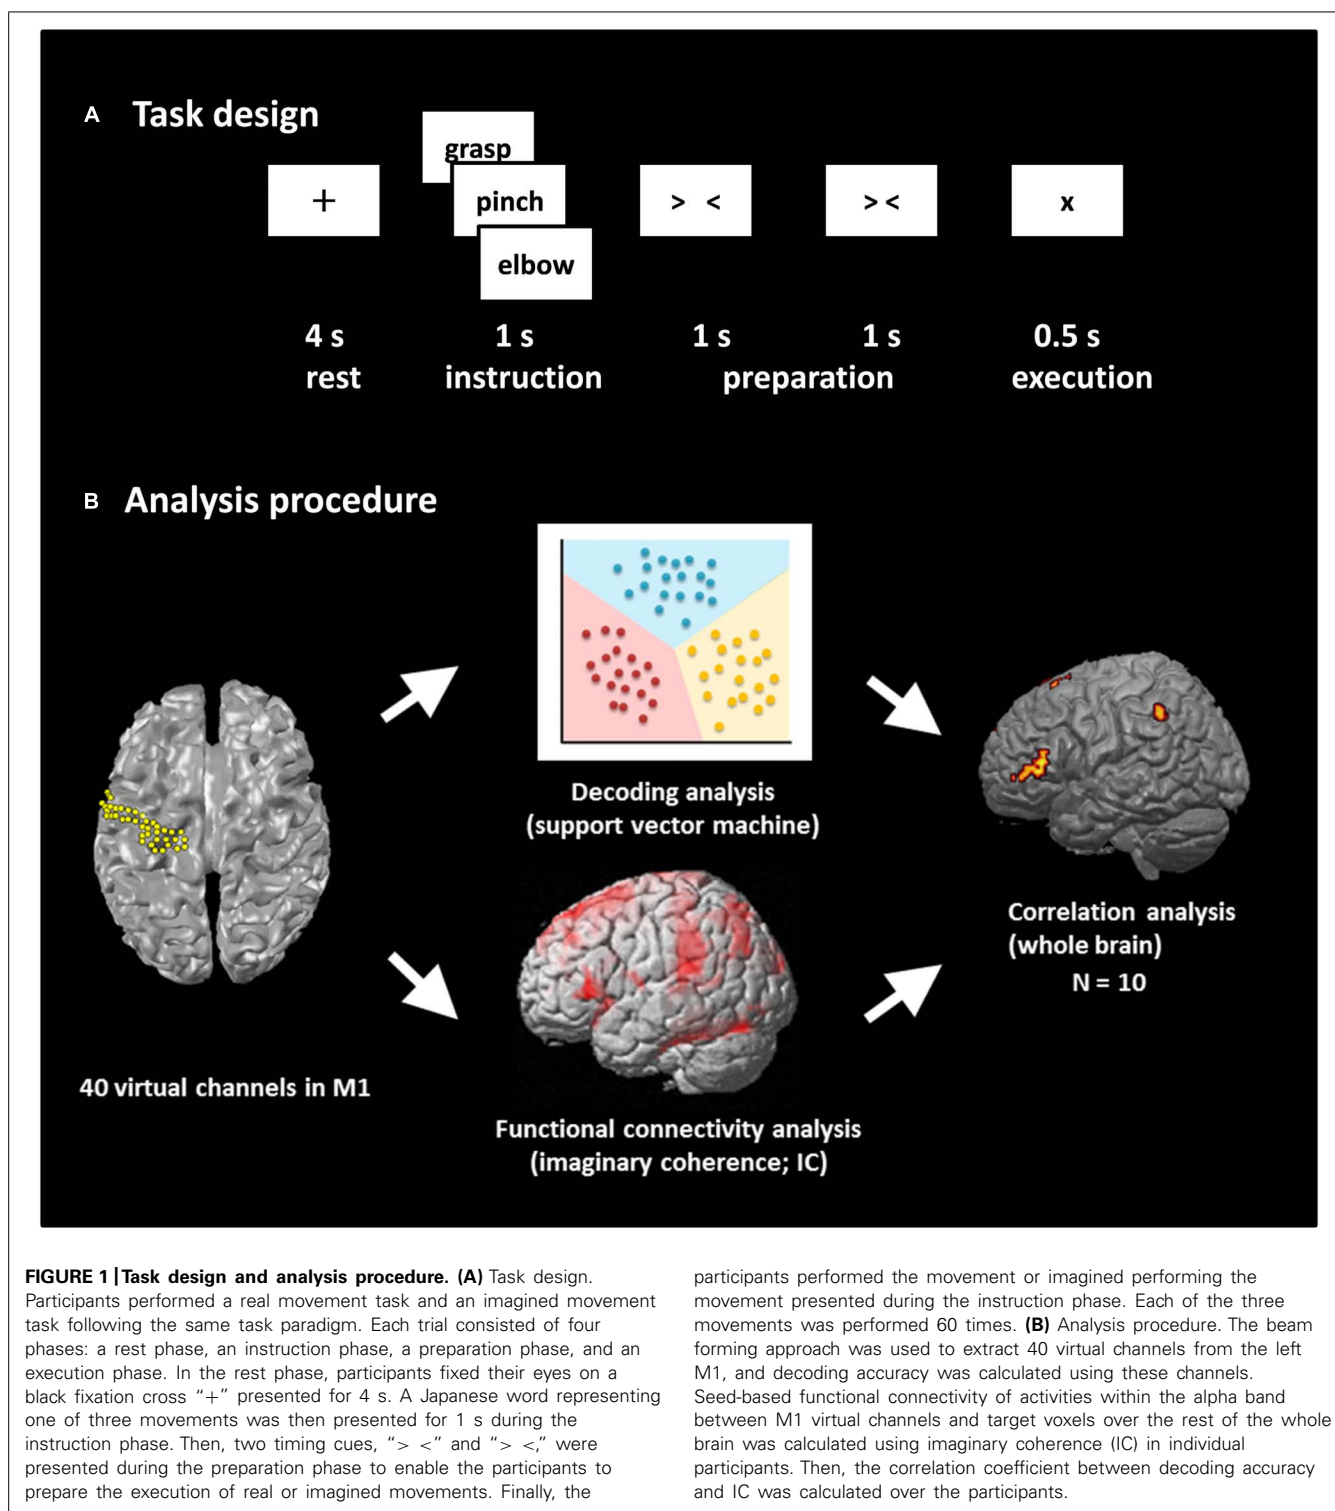 A Task design
grasp
+ pinch > < > < x
elbow
4 s 1 s 1 s 1 s 0.5 s
rest instruction preparation execution
B Analysis procedure
Decoding analysis
(support vector machine)
40 virtual channels in M1
Functional connectivity analysis
(imaginary coherence; IC)
Correlation analysis
(whole brain)
N = 10
FIGURE 1 | Task design and analysis procedure. (A) Task design.
Participants performed a real movement task and an imagined movement
task following the same task paradigm. Each trial consisted of four
phases: a rest phase, an instruction phase, a preparation phase, and an
execution phase. In the rest phase, participants fixed their eyes on a
black fixation cross “+” presented for 4 s. A Japanese word representing
one of three movements was then presented for 1 s during the
instruction phase. Then, two timing cues, “> <” and “> <,” were
presented during the preparation phase to enable the participants to
prepare the execution of real or imagined movements. Finally, the
participants performed the movement or imagined performing the
movement presented during the instruction phase. Each of the three
movements was performed 60 times. (B) Analysis procedure. The beam
forming approach was used to extract 40 virtual channels from the left
M1, and decoding accuracy was calculated using these channels.
Seed-based functional connectivity of activities within the alpha band
between M1 virtual channels and target voxels over the rest of the whole
brain was calculated using imaginary coherence (IC) in individual
participants. Then, the correlation coefficient between decoding accuracy
and IC was calculated over the participants.